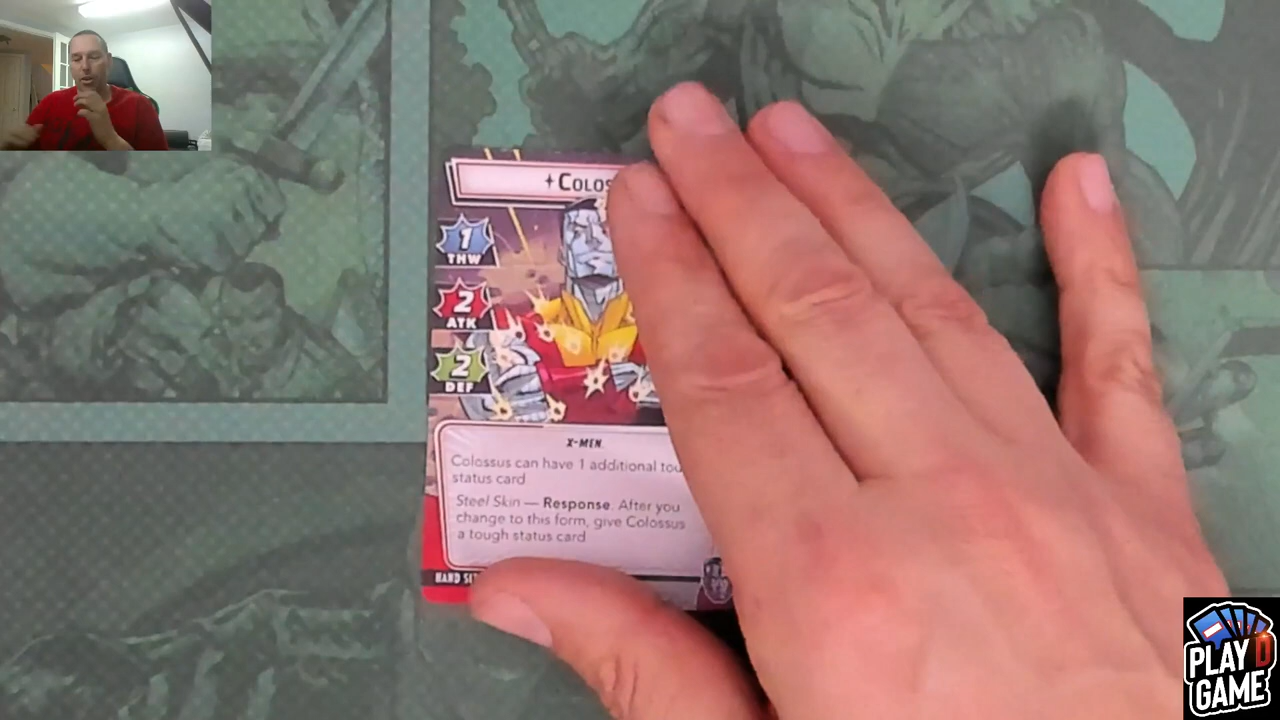 COLOS
1
THW
2
ATK
2
DEF
X-MEN.
Colossus can have 1 additional tou
status card
Steel Skin — Response. After you
change to this form, give Colossus
a tough status card
HAND
PLAY D
GAME